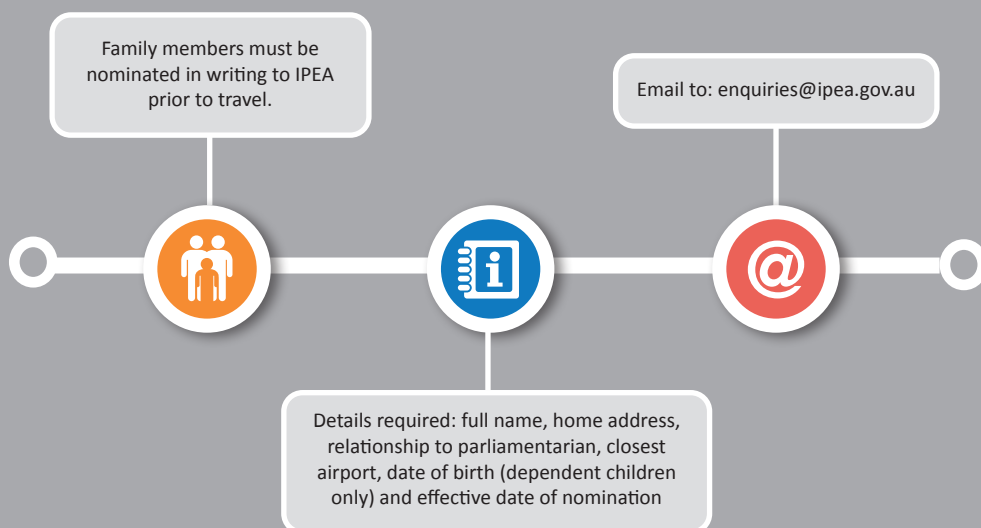 Family members must be
nominated in writing to IPEA
prior to travel.
Email to: enquiries@ipea.gov.au
i
@
Details required: full name, home address,
relationship to parliamentarian, closest
airport, date of birth (dependent children
only) and effective date of nomination